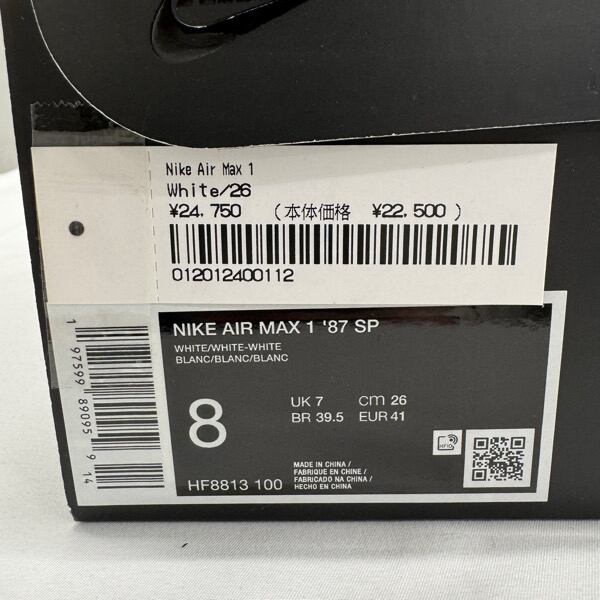 Nike Air Max 1
White/26
¥24,750 (本体価格 ¥22,500)
012012400112
NIKE AIR MAX 1 '87 SP
WHITE/WHITE-WHITE
BLANC/BLANC/BLANC
8
UK 7 cm 26
BR 39.5 EUR 41
HFID
HF8813 100
MADE IN CHINA /
FABRIQUE EN CHINE /
FABRICADO NA CHINA /
HECHO EN CHINA
1 97599 89095 9 14